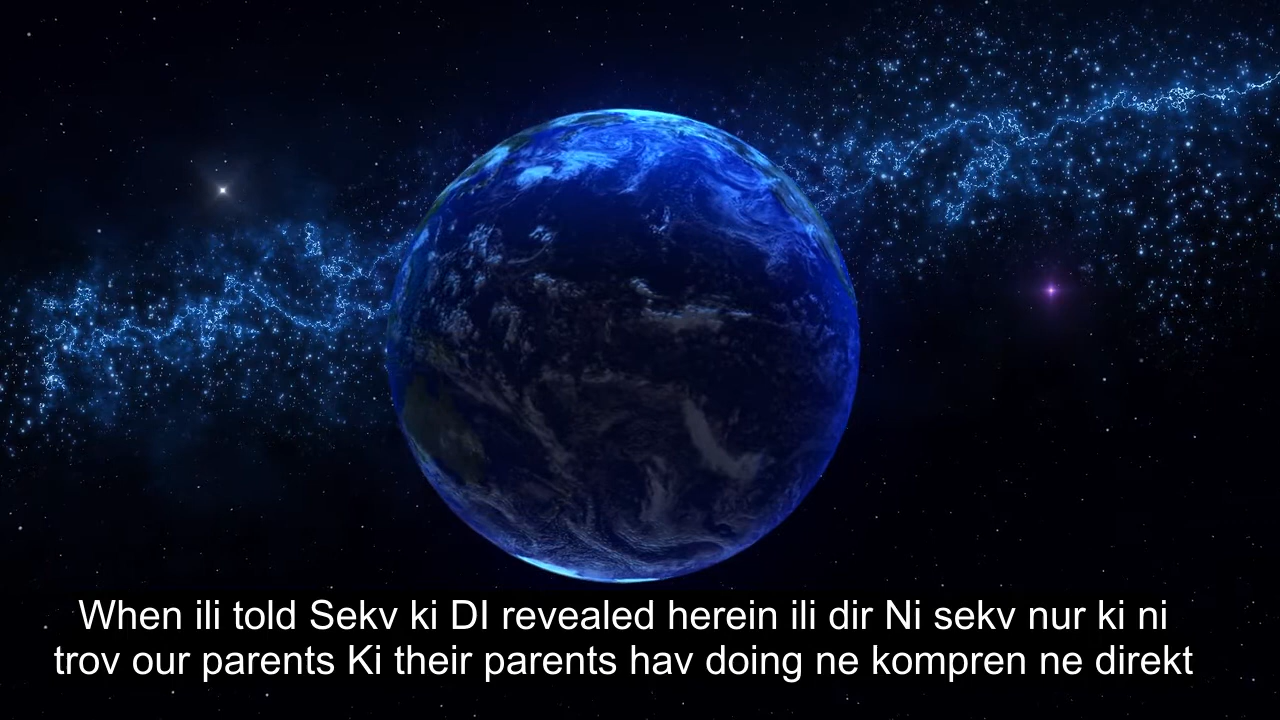 When ili told Sekv ki DI revealed herein ili dir Ni sekv nur ki ni
trov our parents Ki their parents hav doing ne kompren ne direkt